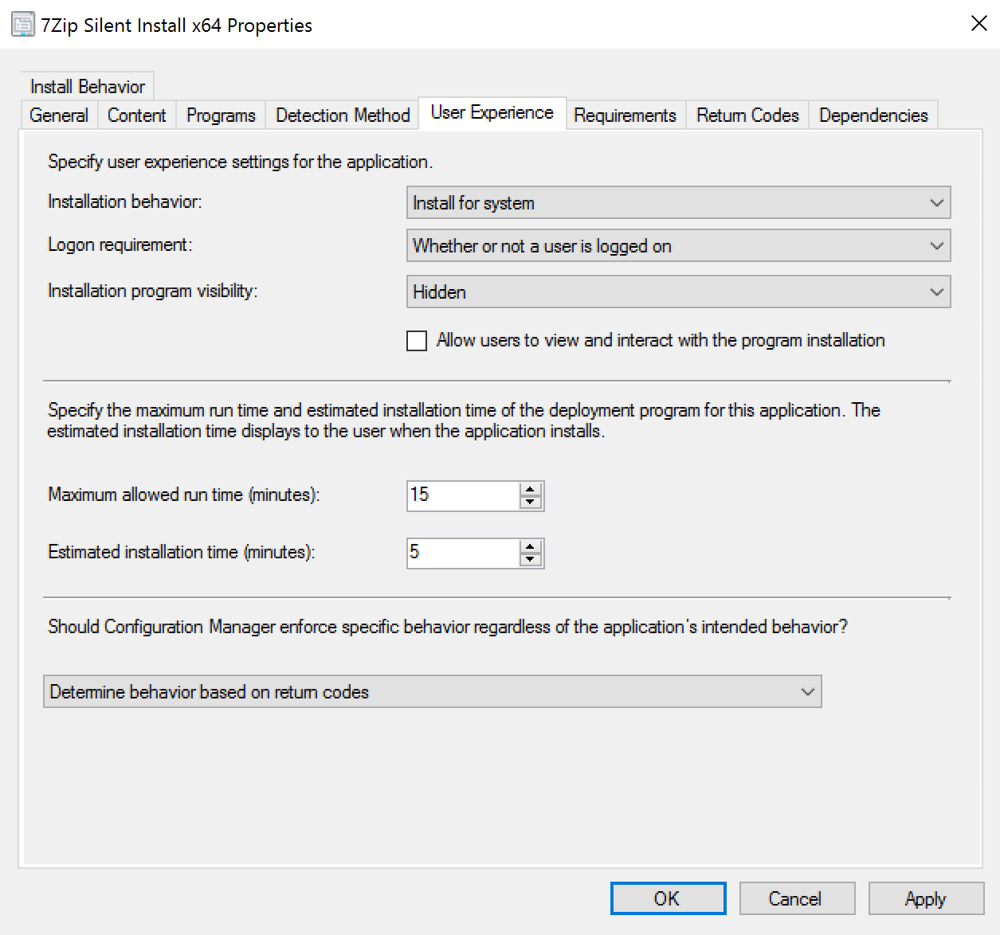 7Zip Silent Install x64 Properties
Install Behavior
General
Content
Programs
Detection Method
User Experience
Requirements
Return Codes
Dependencies
Specify user experience settings for the application.
Installation behavior:
Install for system
Logon requirement:
Whether or not a user is logged on
Installation program visibility:
Hidden
Allow users to view and interact with the program installation
Specify the maximum run time and estimated installation time of the deployment program for this application. The
estimated installation time displays to the user when the application installs.
Maximum allowed run time (minutes):
15
Estimated installation time (minutes):
5
Should Configuration Manager enforce specific behavior regardless of the application's intended behavior?
Determine behavior based on return codes
OK
Cancel
Apply